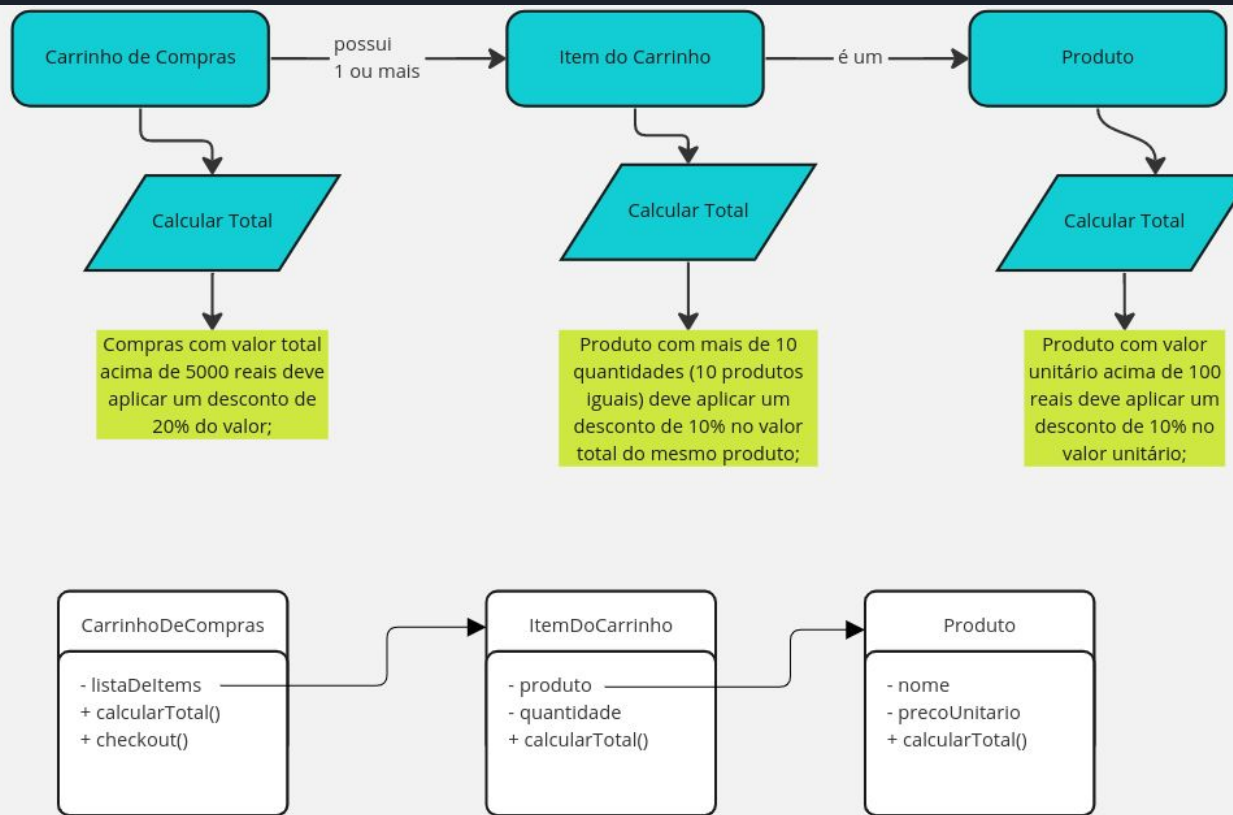 Carrinho de Compras
possui
1 ou mais
Item do Carrinho
é um
Produto
Calcular Total
Calcular Total
Calcular Total
Compras com valor total
acima de 5000 reais deve
aplicar um desconto de
20% do valor;
Produto com mais de 10
quantidades (10 produtos
iguais) deve aplicar um
desconto de 10% no valor
total do mesmo produto;
Produto com valor
unitário acima de 100
reais deve aplicar um
desconto de 10% no
valor unitário;
CarrinhoDeCompras
- listaDeItems
+ calcularTotal()
+ checkout()
ItemDoCarrinho
- produto
- quantidade
+ calcularTotal()
Produto
- nome
- precoUnitario
+ calcularTotal()